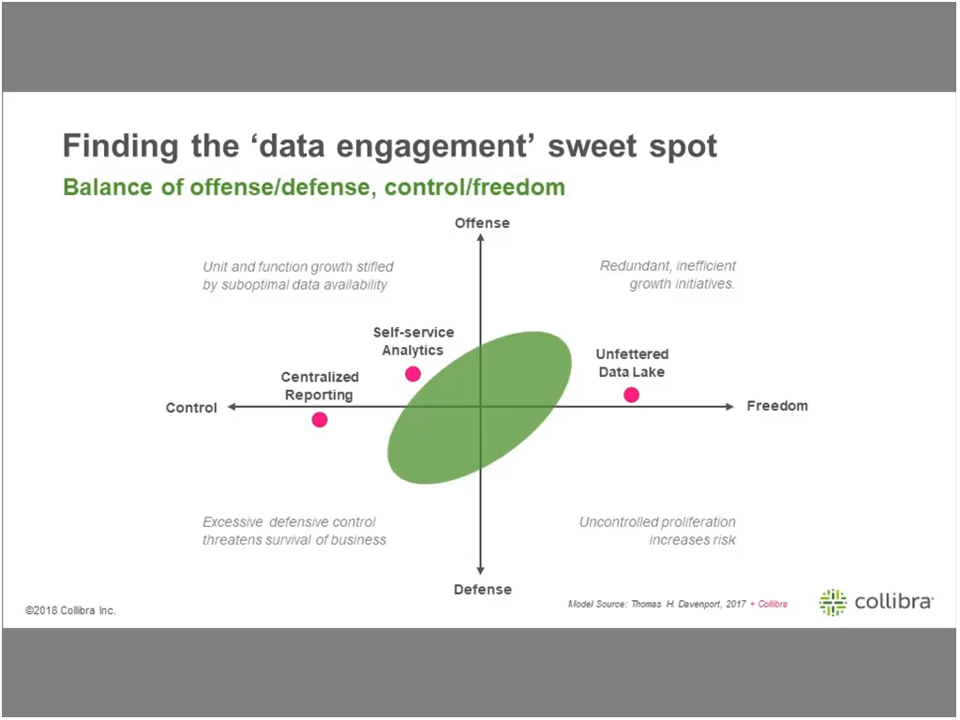 Finding the ‘data engagement’ sweet spot
Balance of offense/defense, control/freedom
Offense
Unit and function growth stifled
by suboptimal data availability
Redundant, inefficient
growth initiatives.
Self-service
Analytics
Unfettered
Data Lake
Centralized
Reporting
Control
Freedom
Excessive defensive control
threatens survival of business
Uncontrolled proliferation
increases risk
Defense
©2018 Collibra Inc.
Model Source: Thomas H. Davenport, 2017 + Collibra
collibra